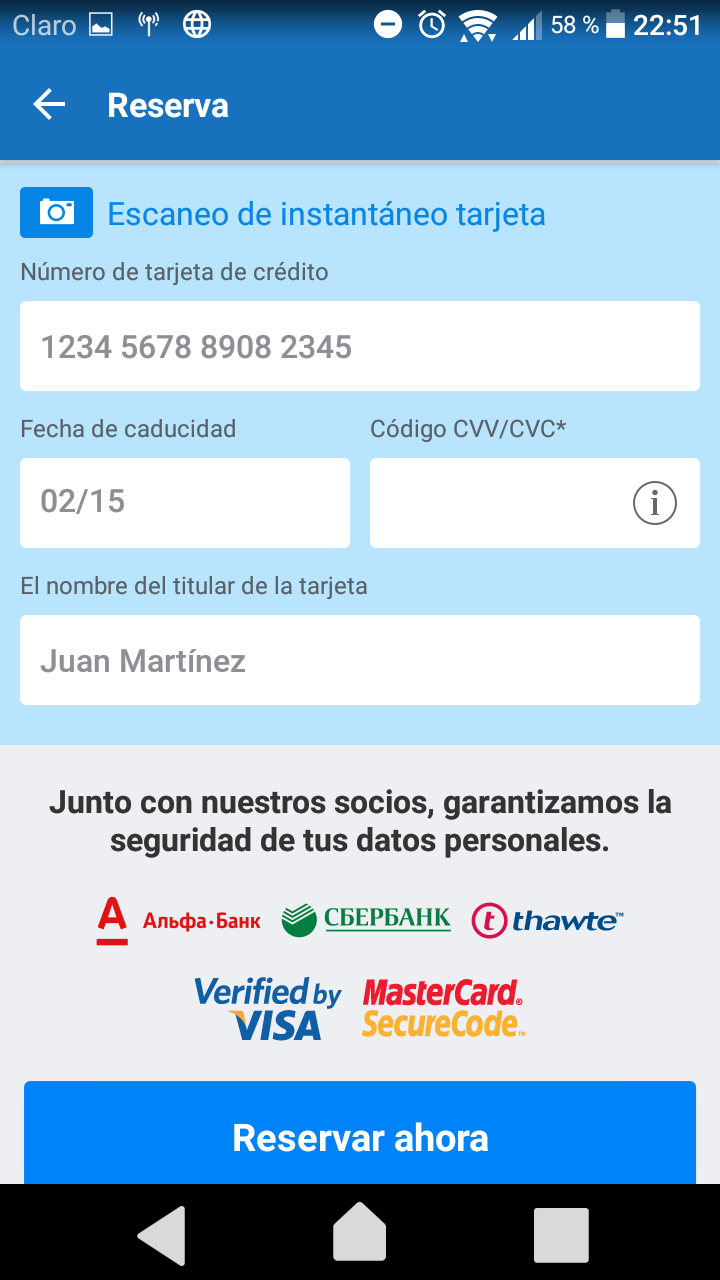 Claro 58 % 22:51
Reserva
Escaneo de instantáneo tarjeta
Número de tarjeta de crédito
1234 5678 8908 2345
Fecha de caducidad Código CVV/CVC*
02/15 i
El nombre del titular de la tarjeta
Juan Martínez
Junto con nuestros socios, garantizamos la
seguridad de tus datos personales.
А Альфа·Банк СБЕРБАНК t thawte™
Verified by
VISA
MasterCard®
SecureCode™
Reservar ahora